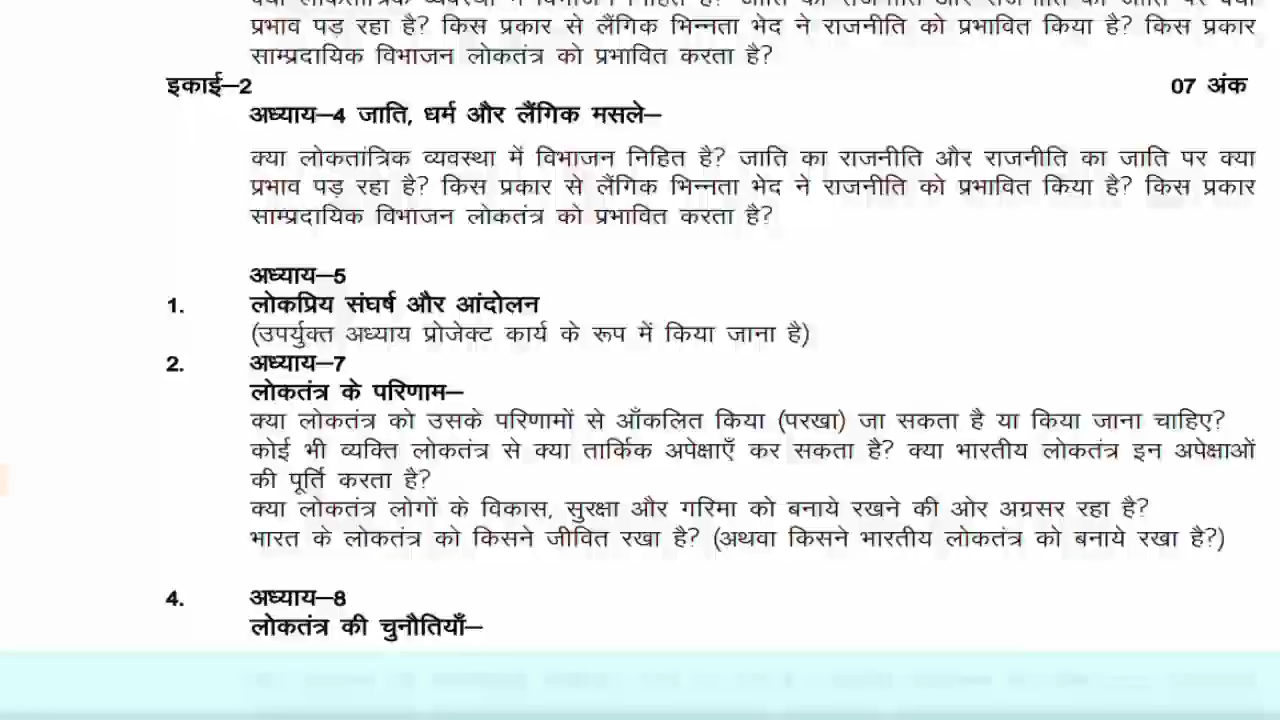 प्रभाव पड़ रहा है? किस प्रकार से लैंगिक भिन्नता भेद ने राजनीति को प्रभावित किया है? किस प्रकार
साम्प्रदायिक विभाजन लोकतंत्र को प्रभावित करता है?
इकाई–2 07 अंक
अध्याय–4 जाति, धर्म और लैंगिक मसले–
क्या लोकतांत्रिक व्यवस्था में विभाजन निहित है? जाति का राजनीति और राजनीति का जाति पर क्या
प्रभाव पड़ रहा है? किस प्रकार से लैंगिक भिन्नता भेद ने राजनीति को प्रभावित किया है? किस प्रकार
साम्प्रदायिक विभाजन लोकतंत्र को प्रभावित करता है?
अध्याय–5
1. लोकप्रिय संघर्ष और आंदोलन
(उपर्युक्त अध्याय प्रोजेक्ट कार्य के रूप में किया जाना है)
2. अध्याय–7
लोकतंत्र के परिणाम–
क्या लोकतंत्र को उसके परिणामों से आँकलित किया (परखा) जा सकता है या किया जाना चाहिए?
कोई भी व्यक्ति लोकतंत्र से क्या तार्किक अपेक्षाएँ कर सकता है? क्या भारतीय लोकतंत्र इन अपेक्षाओं
की पूर्ति करता है?
क्या लोकतंत्र लोगों के विकास, सुरक्षा और गरिमा को बनाये रखने की ओर अग्रसर रहा है?
भारत के लोकतंत्र को किसने जीवित रखा है? (अथवा किसने भारतीय लोकतंत्र को बनाये रखा है?)
4. अध्याय–8
लोकतंत्र की चुनौतियाँ–